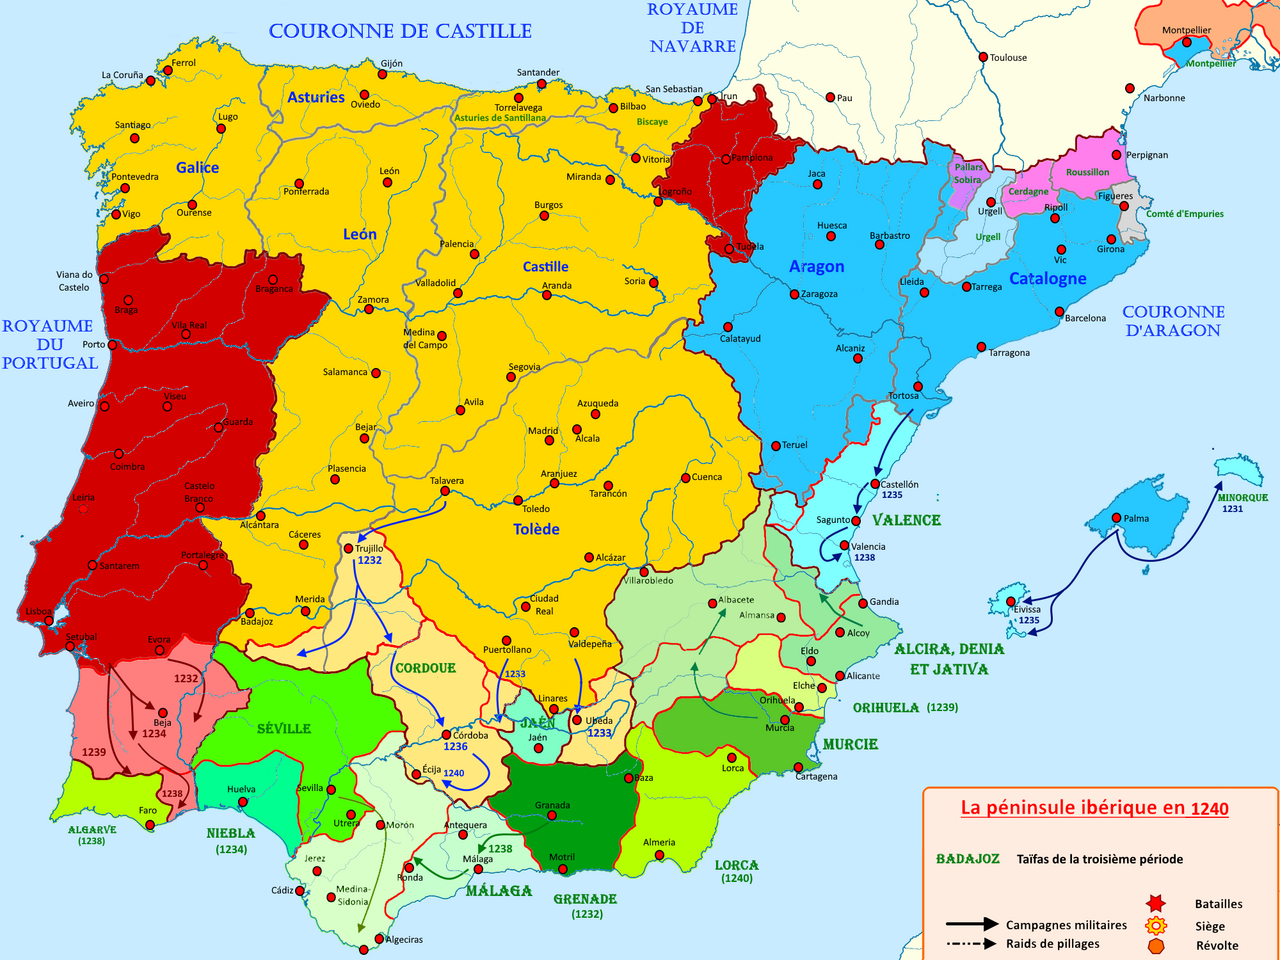 COURONNE DE CASTILLE
ROYAUME
DE
NAVARRE
Montpellier
Montpellier
Toulouse
Narbonne
Pau
Ferrol
La Coruña
Gijón
Santander
San Sebastian
Irun
Asturies
Oviedo
Torrelavega
Asturies de Santillana
Bilbao
Biscaye
Lugo
Santiago
Galice
Pontevedra
Vigo
Ourense
Ponferrada
León
León
Vitoria
Miranda
Logroño
Pamplona
Tudela
Burgos
Palencia
Castille
Valladolid
Aranda
Soria
Zamora
Medina
del Campo
Jaca
Huesca
Barbastro
Aragon
Zaragoza
Calatayud
Alcaniz
Teruel
Pallars
Sobira
Urgell
Urgell
Cerdagne
Roussillon
Perpignan
Ripoll
Figueres
Comté d'Empuries
Vic
Girona
Lleida
Tarrega
Catalogne
Barcelona
Tarragona
Tortosa
COURONNE
D'ARAGON
Viana do
Castelo
Braga
Bragança
Vila Real
Porto
ROYAUME
DU
PORTUGAL
Aveiro
Viseu
Guarda
Coimbra
Leiria
Castelo
Branco
Santarem
Portalegre
Lisboa
Setubal
Evora
Salamanca
Segovia
Avila
Bejar
Plasencia
Azuqueda
Madrid
Alcala
Aranjuez
Tarancón
Cuenca
Talavera
Toledo
Tolède
Alcántara
Cáceres
Trujillo
1232
Merida
Badajoz
Alcázar
Villarobledo
Ciudad
Real
Puertollano
Valdepeña
Castellón
1235
Sagunto
VALENCE
Valencia
1238
Palma
MINORQUE
1231
Eivissa
1235
Albacete
Almansa
Gandia
Alcoy
Eldo
Alicante
ALCIRA, DENIA
ET JATIVA
Elche
Orihuela
ORIHUELA (1239)
Murcia
MURCIE
Cartagena
Lorca
CORDOUE
1233
Linares
JAÉN
Jaén
Ubeda
1233
Córdoba
1236
Écija
1240
1232
Beja
1234
1239
1238
Faro
ALGARVE
(1238)
SÉVILLE
Huelva
NIEBLA
(1234)
Sevilla
Utrera
Morón
Jerez
Cádiz
Medina-
Sidonia
Algeciras
Ronda
Antequera
1238
Málaga
MÁLAGA
Granada
Motril
GRENADE
(1232)
Baza
Almeria
LORCA
(1240)
La péninsule ibérique en 1240
BADAJOZ Taïfas de la troisième période
Batailles
Campagnes militaires
Siège
Raids de pillages
Révolte